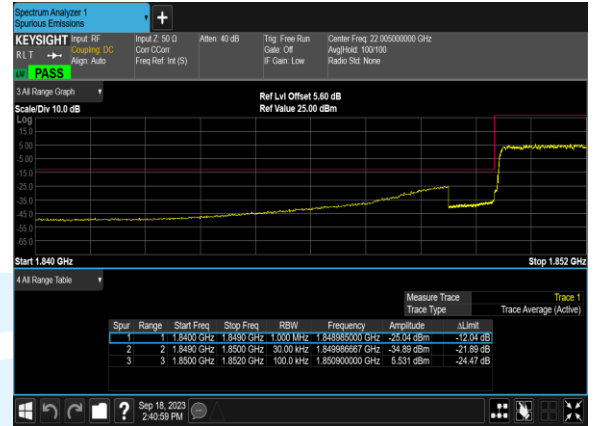 Spectrum Analyzer 1
Spurious Emissions
KEYSIGHT Input: RF Input Z: 50 Ω Atten: 40 dB Trig: Free Run Center Freq: 22.005000000 GHz
RLT Coupling: DC Corr CCorr Gate: Off Avg|Hold: 100/100
Align: Auto Freq Ref: Int (S) IF Gain: Low Radio Std: None
PASS
3 All Range Graph
Ref Lvl Offset 5.60 dB
Scale/Div 10.0 dB Ref Value 25.00 dBm
Log
15.0
5.00
-5.00
-15.0
-25.0
-35.0
-45.0
-55.0
-65.0
Start 1.840 GHz Stop 1.852 GHz
4 All Range Table
Measure Trace Trace 1
Trace Type Trace Average (Active)
Spur Range Start Freq Stop Freq RBW Frequency Amplitude ΔLimit
1 1 1.8400 GHz 1.8490 GHz 1.000 MHz 1.848985000 GHz -25.04 dBm -12.04 dB
2 2 1.8490 GHz 1.8500 GHz 30.00 kHz 1.849986667 GHz -34.89 dBm -21.89 dB
3 3 1.8500 GHz 1.8520 GHz 100.0 kHz 1.850900000 GHz 5.531 dBm -24.47 dB
? Sep 18, 2023
2:40:59 PM